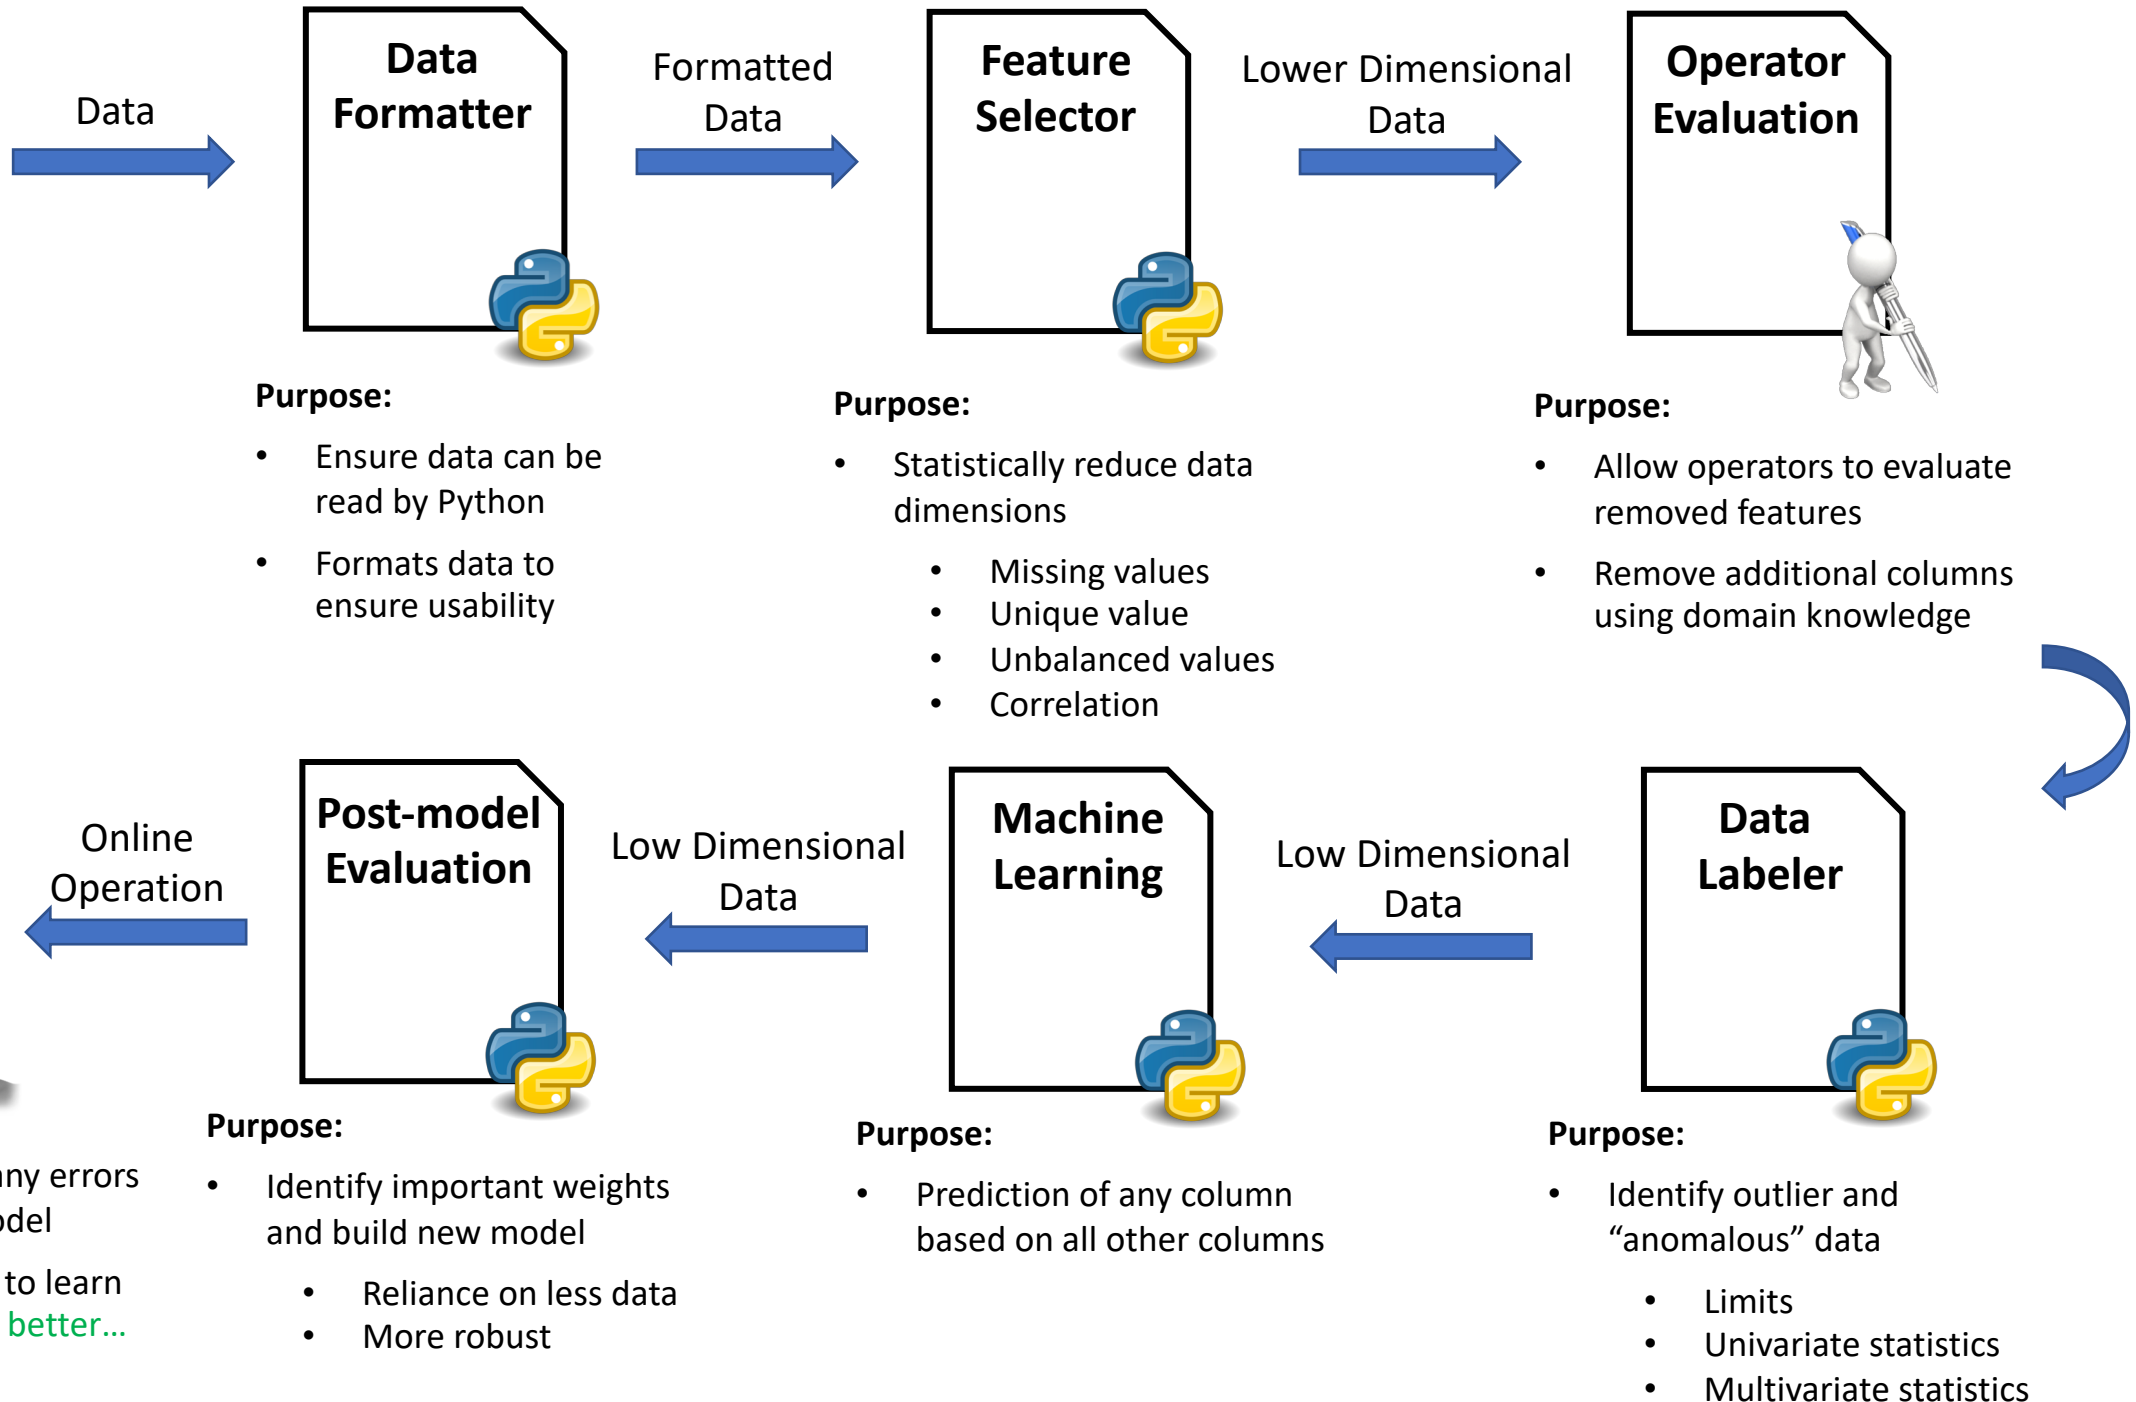 Data
Data
Formatter
Formatted
Data
Feature
Selector
Lower Dimensional
Data
Operator
Evaluation
Purpose:
• Ensure data can be
read by Python
• Formats data to
ensure usability
Purpose:
• Statistically reduce data
dimensions
• Missing values
• Unique value
• Unbalanced values
• Correlation
Purpose:
• Allow operators to evaluate
removed features
• Remove additional columns
using domain knowledge
Online
Operation
Post-model
Evaluation
Low Dimensional
Data
Machine
Learning
Low Dimensional
Data
Data
Labeler
errors
to learn
better…
Purpose:
• Identify important weights
and build new model
• Reliance on less data
• More robust
Purpose:
• Prediction of any column
based on all other columns
Purpose:
• Identify outlier and
“anomalous” data
• Limits
• Univariate statistics
• Multivariate statistics